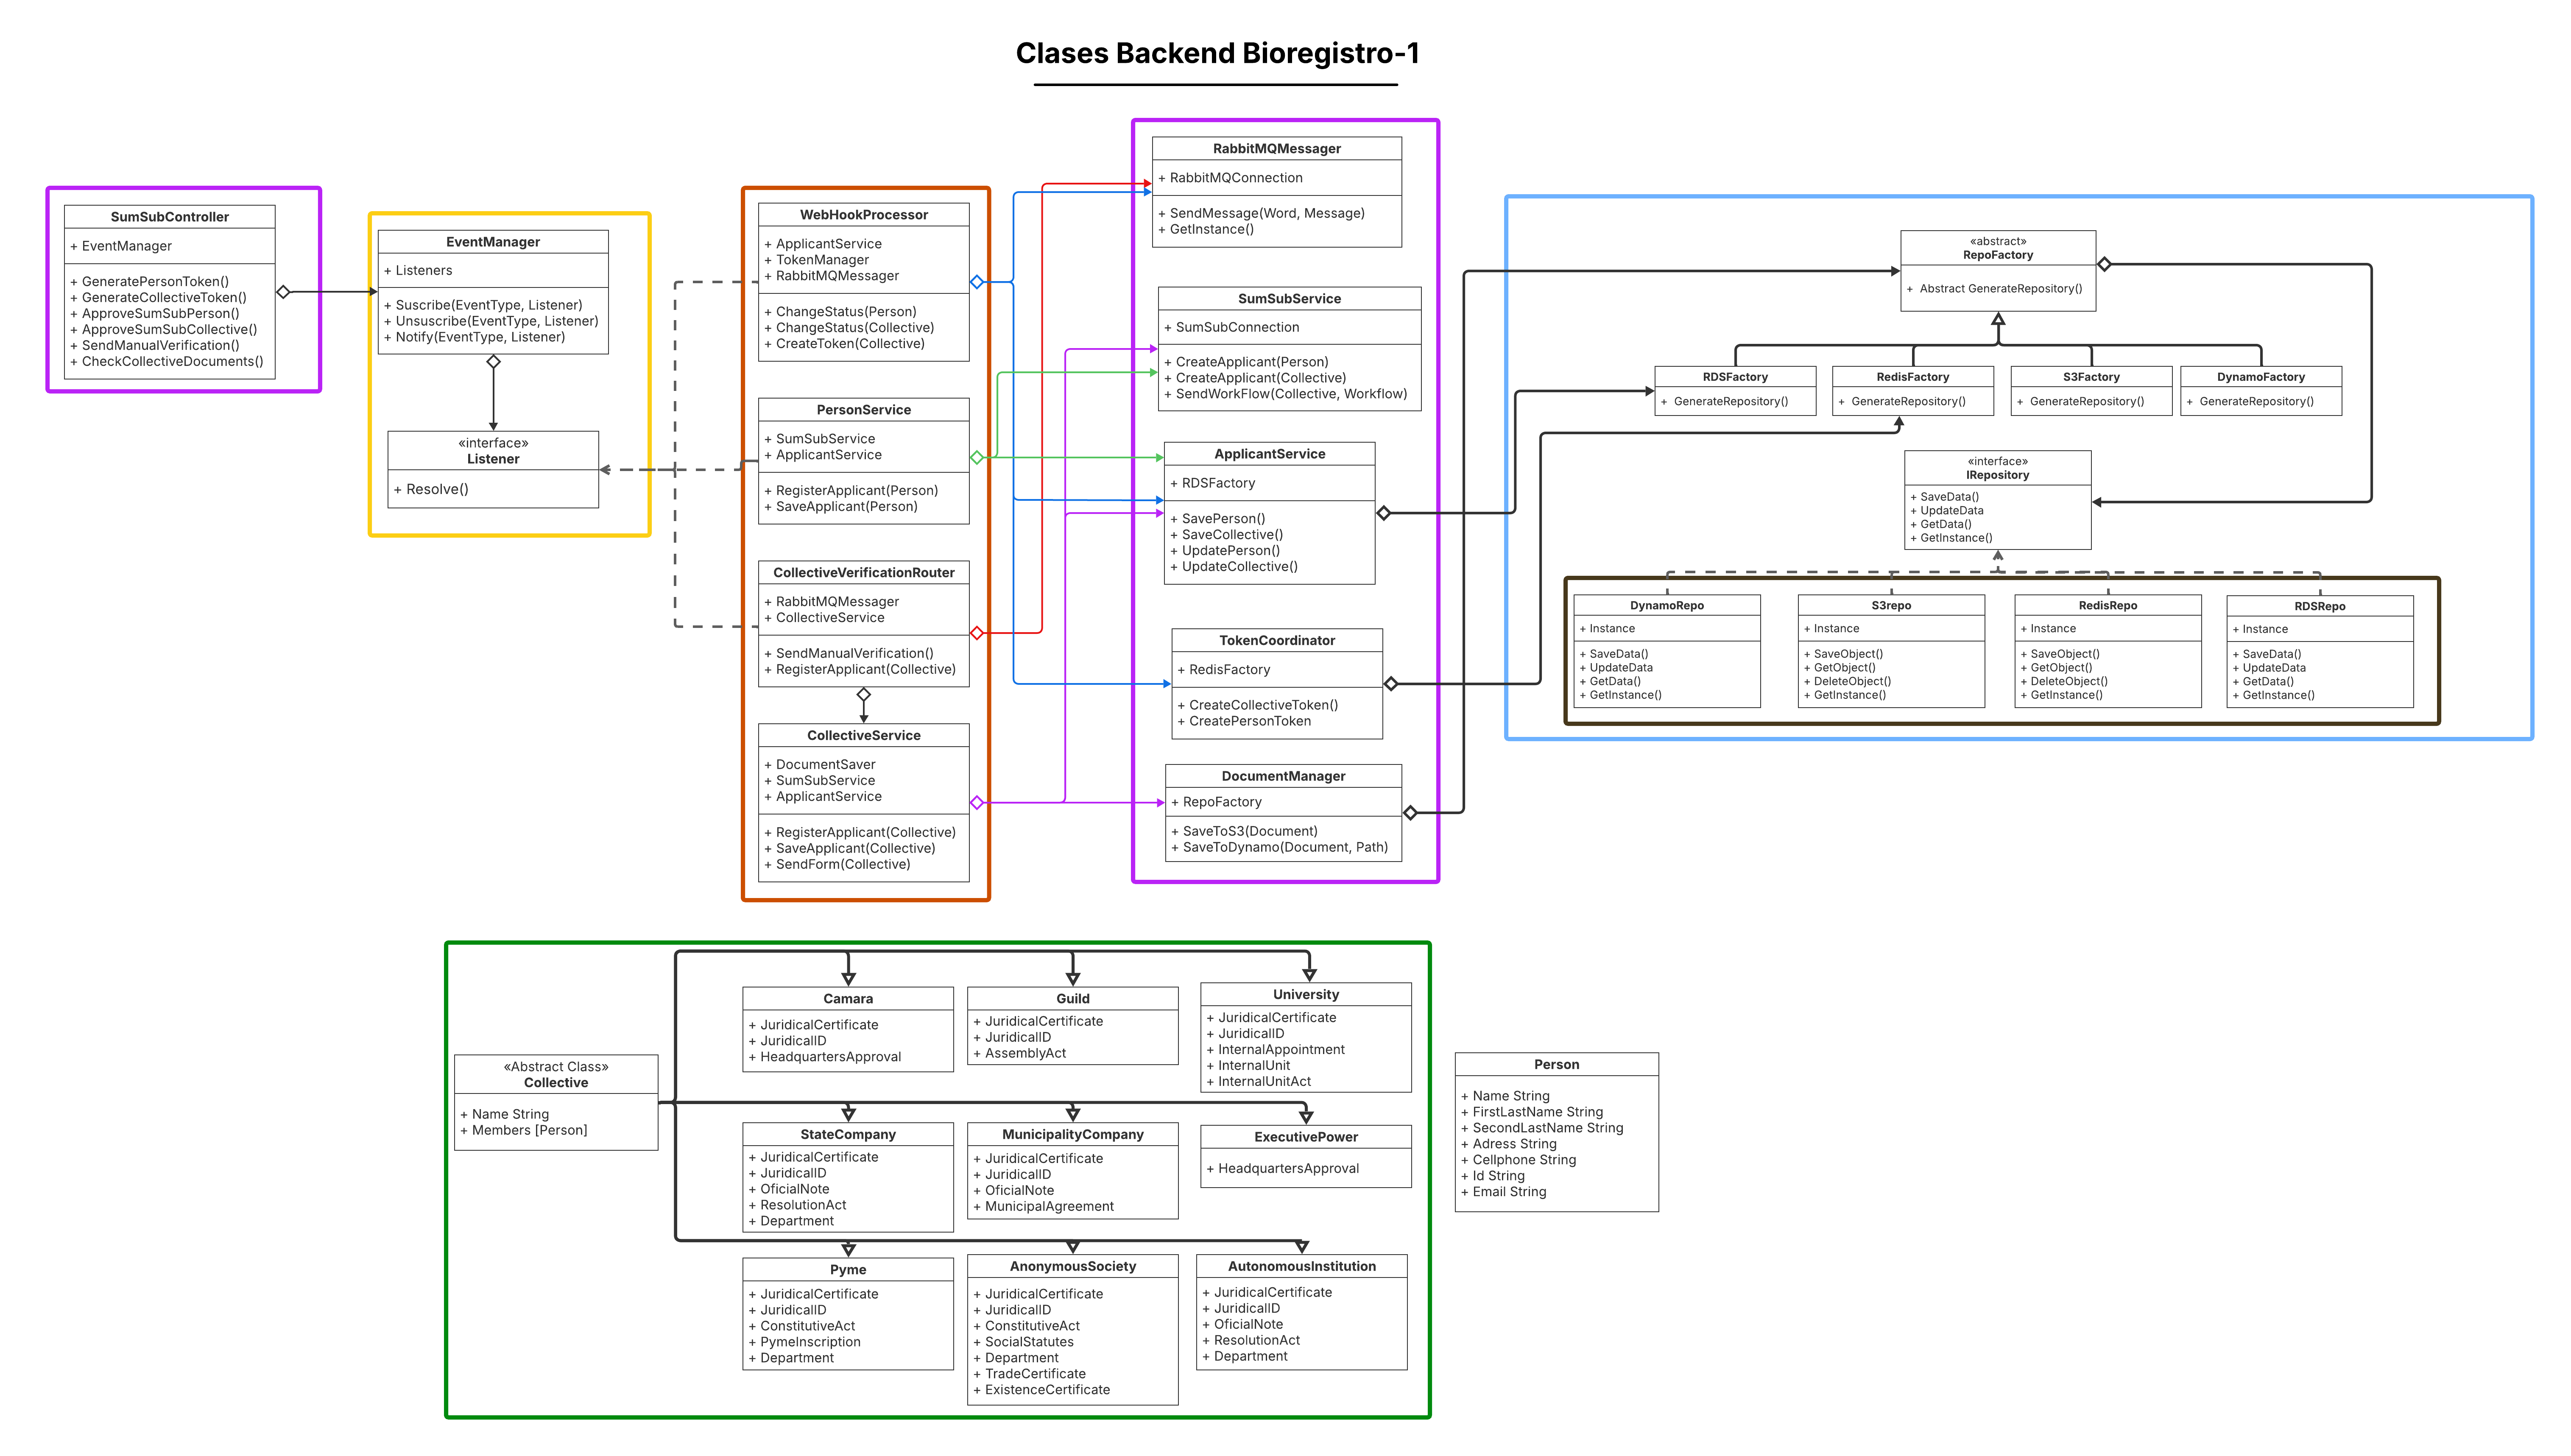 Clases Backend Bioregistro-1
SumSubController
+ EventManager
+ GeneratePersonToken()
+ GenerateCollectiveToken()
+ ApproveSumSubPerson()
+ ApproveSumSubCollective()
+ SendManualVerification()
+ CheckCollectiveDocuments()
EventManager
+ Listeners
+ Suscribe(EventType, Listener)
+ Unsuscribe(EventType, Listener)
+ Notify(EventType, Listener)
«interface»
Listener
+ Resolve()
WebHookProcessor
+ ApplicantService
+ TokenManager
+ RabbitMQMessager
+ ChangeStatus(Person)
+ ChangeStatus(Collective)
+ CreateToken(Collective)
PersonService
+ SumSubService
+ ApplicantService
+ RegisterApplicant(Person)
+ SaveApplicant(Person)
CollectiveVerificationRouter
+ RabbitMQMessager
+ CollectiveService
+ SendManualVerification()
+ RegisterApplicant(Collective)
CollectiveService
+ DocumentSaver
+ SumSubService
+ ApplicantService
+ RegisterApplicant(Collective)
+ SaveApplicant(Collective)
+ SendForm(Collective)
RabbitMQMessager
+ RabbitMQConnection
+ SendMessage(Word, Message)
+ GetInstance()
SumSubService
+ SumSubConnection
+ CreateApplicant(Person)
+ CreateApplicant(Collective)
+ SendWorkFlow(Collective, Workflow)
ApplicantService
+ RDSFactory
+ SavePerson()
+ SaveCollective()
+ UpdatePerson()
+ UpdateCollective()
TokenCoordinator
+ RedisFactory
+ CreateCollectiveToken()
+ CreatePersonToken
DocumentManager
+ RepoFactory
+ SaveToS3(Document)
+ SaveToDynamo(Document, Path)
«abstract»
RepoFactory
+ Abstract GenerateRepository()
RDSFactory
+ GenerateRepository()
RedisFactory
+ GenerateRepository()
S3Factory
+ GenerateRepository()
DynamoFactory
+ GenerateRepository()
«interface»
IRepository
+ SaveData()
+ UpdateData
+ GetData()
+ GetInstance()
DynamoRepo
+ Instance
+ SaveData()
+ UpdateData
+ GetData()
+ GetInstance()
S3repo
+ Instance
+ SaveObject()
+ GetObject()
+ DeleteObject()
+ GetInstance()
RedisRepo
+ Instance
+ SaveObject()
+ GetObject()
+ DeleteObject()
+ GetInstance()
RDSRepo
+ Instance
+ SaveData()
+ UpdateData
+ GetData()
+ GetInstance()
«Abstract Class»
Collective
+ Name String
+ Members [Person]
Camara
+ JuridicalCertificate
+ JuridicalID
+ HeadquartersApproval
Guild
+ JuridicalCertificate
+ JuridicalID
+ AssemblyAct
University
+ JuridicalCertificate
+ JuridicalID
+ InternalAppointment
+ InternalUnit
+ InternalUnitAct
StateCompany
+ JuridicalCertificate
+ JuridicalID
+ OficialNote
+ ResolutionAct
+ Department
MunicipalityCompany
+ JuridicalCertificate
+ JuridicalID
+ OficialNote
+ MunicipalAgreement
ExecutivePower
+ HeadquartersApproval
Pyme
+ JuridicalCertificate
+ JuridicalID
+ ConstitutiveAct
+ PymeInscription
+ Department
AnonymousSociety
+ JuridicalCertificate
+ JuridicalID
+ ConstitutiveAct
+ SocialStatutes
+ Department
+ TradeCertificate
+ ExistenceCertificate
AutonomousInstitution
+ JuridicalCertificate
+ JuridicalID
+ OficialNote
+ ResolutionAct
+ Department
Person
+ Name String
+ FirstLastName String
+ SecondLastName String
+ Adress String
+ Cellphone String
+ Id String
+ Email String